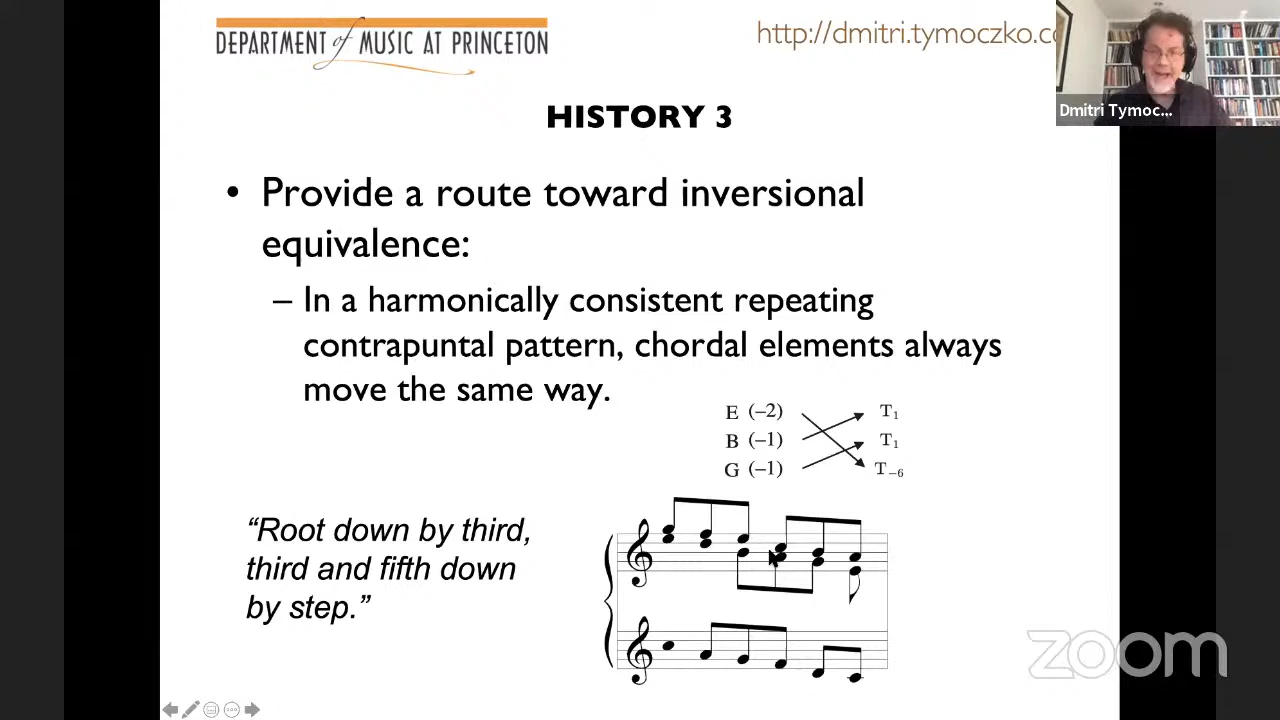 DEPARTMENT of MUSIC AT PRINCETON
http://dmitri.tymoczko.co
Dmitri Tymoc...
HISTORY 3
• Provide a route toward inversional
equivalence:
– In a harmonically consistent repeating
contrapuntal pattern, chordal elements always
move the same way.
E (–2) T1
B (–1) T1
G (–1) T–6
“Root down by third,
third and fifth down
by step.”
zoom